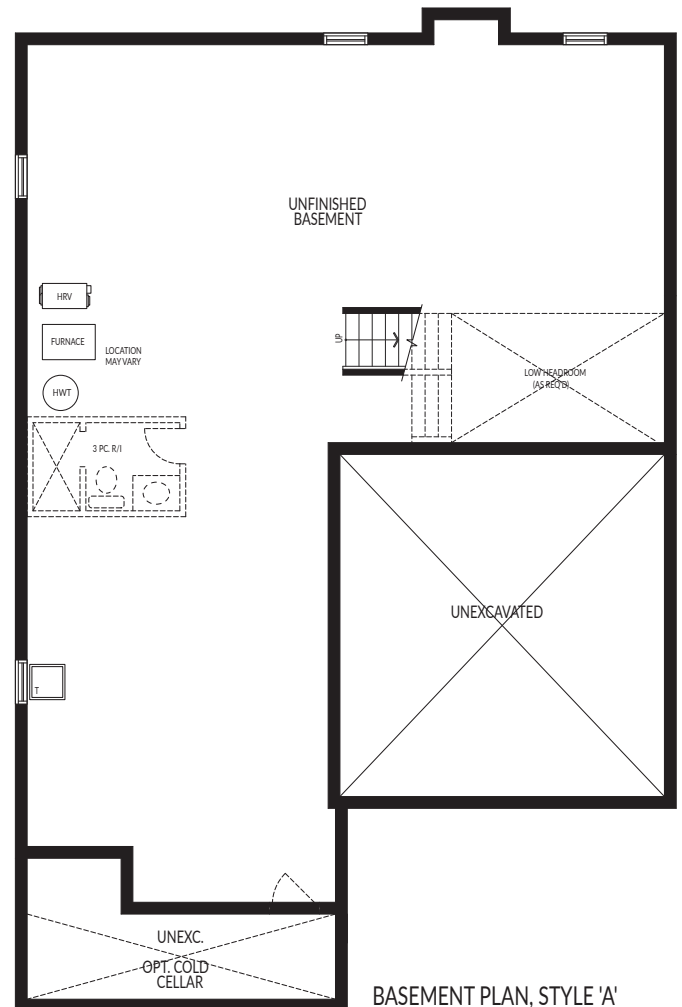 UNFINISHED
BASEMENT
HRV
FURNACE
LOCATION
MAY VARY
UP
LOW HEADROOM
(AS REQ'D)
HWT
3 PC. R/I
UNEXCAVATED
T
UNEXC.
OPT. COLD
CELLAR
BASEMENT PLAN, STYLE 'A'